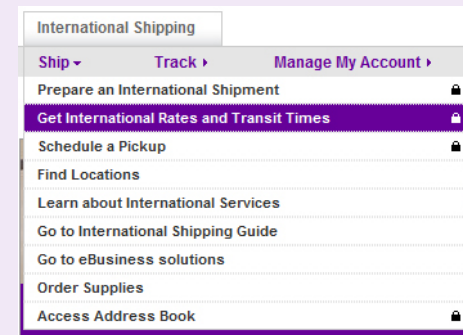 International Shipping
Ship Track Manage My Account
Prepare an International Shipment
Get International Rates and Transit Times
Schedule a Pickup
Find Locations
Learn about International Services
Go to International Shipping Guide
Go to eBusiness solutions
Order Supplies
Access Address Book